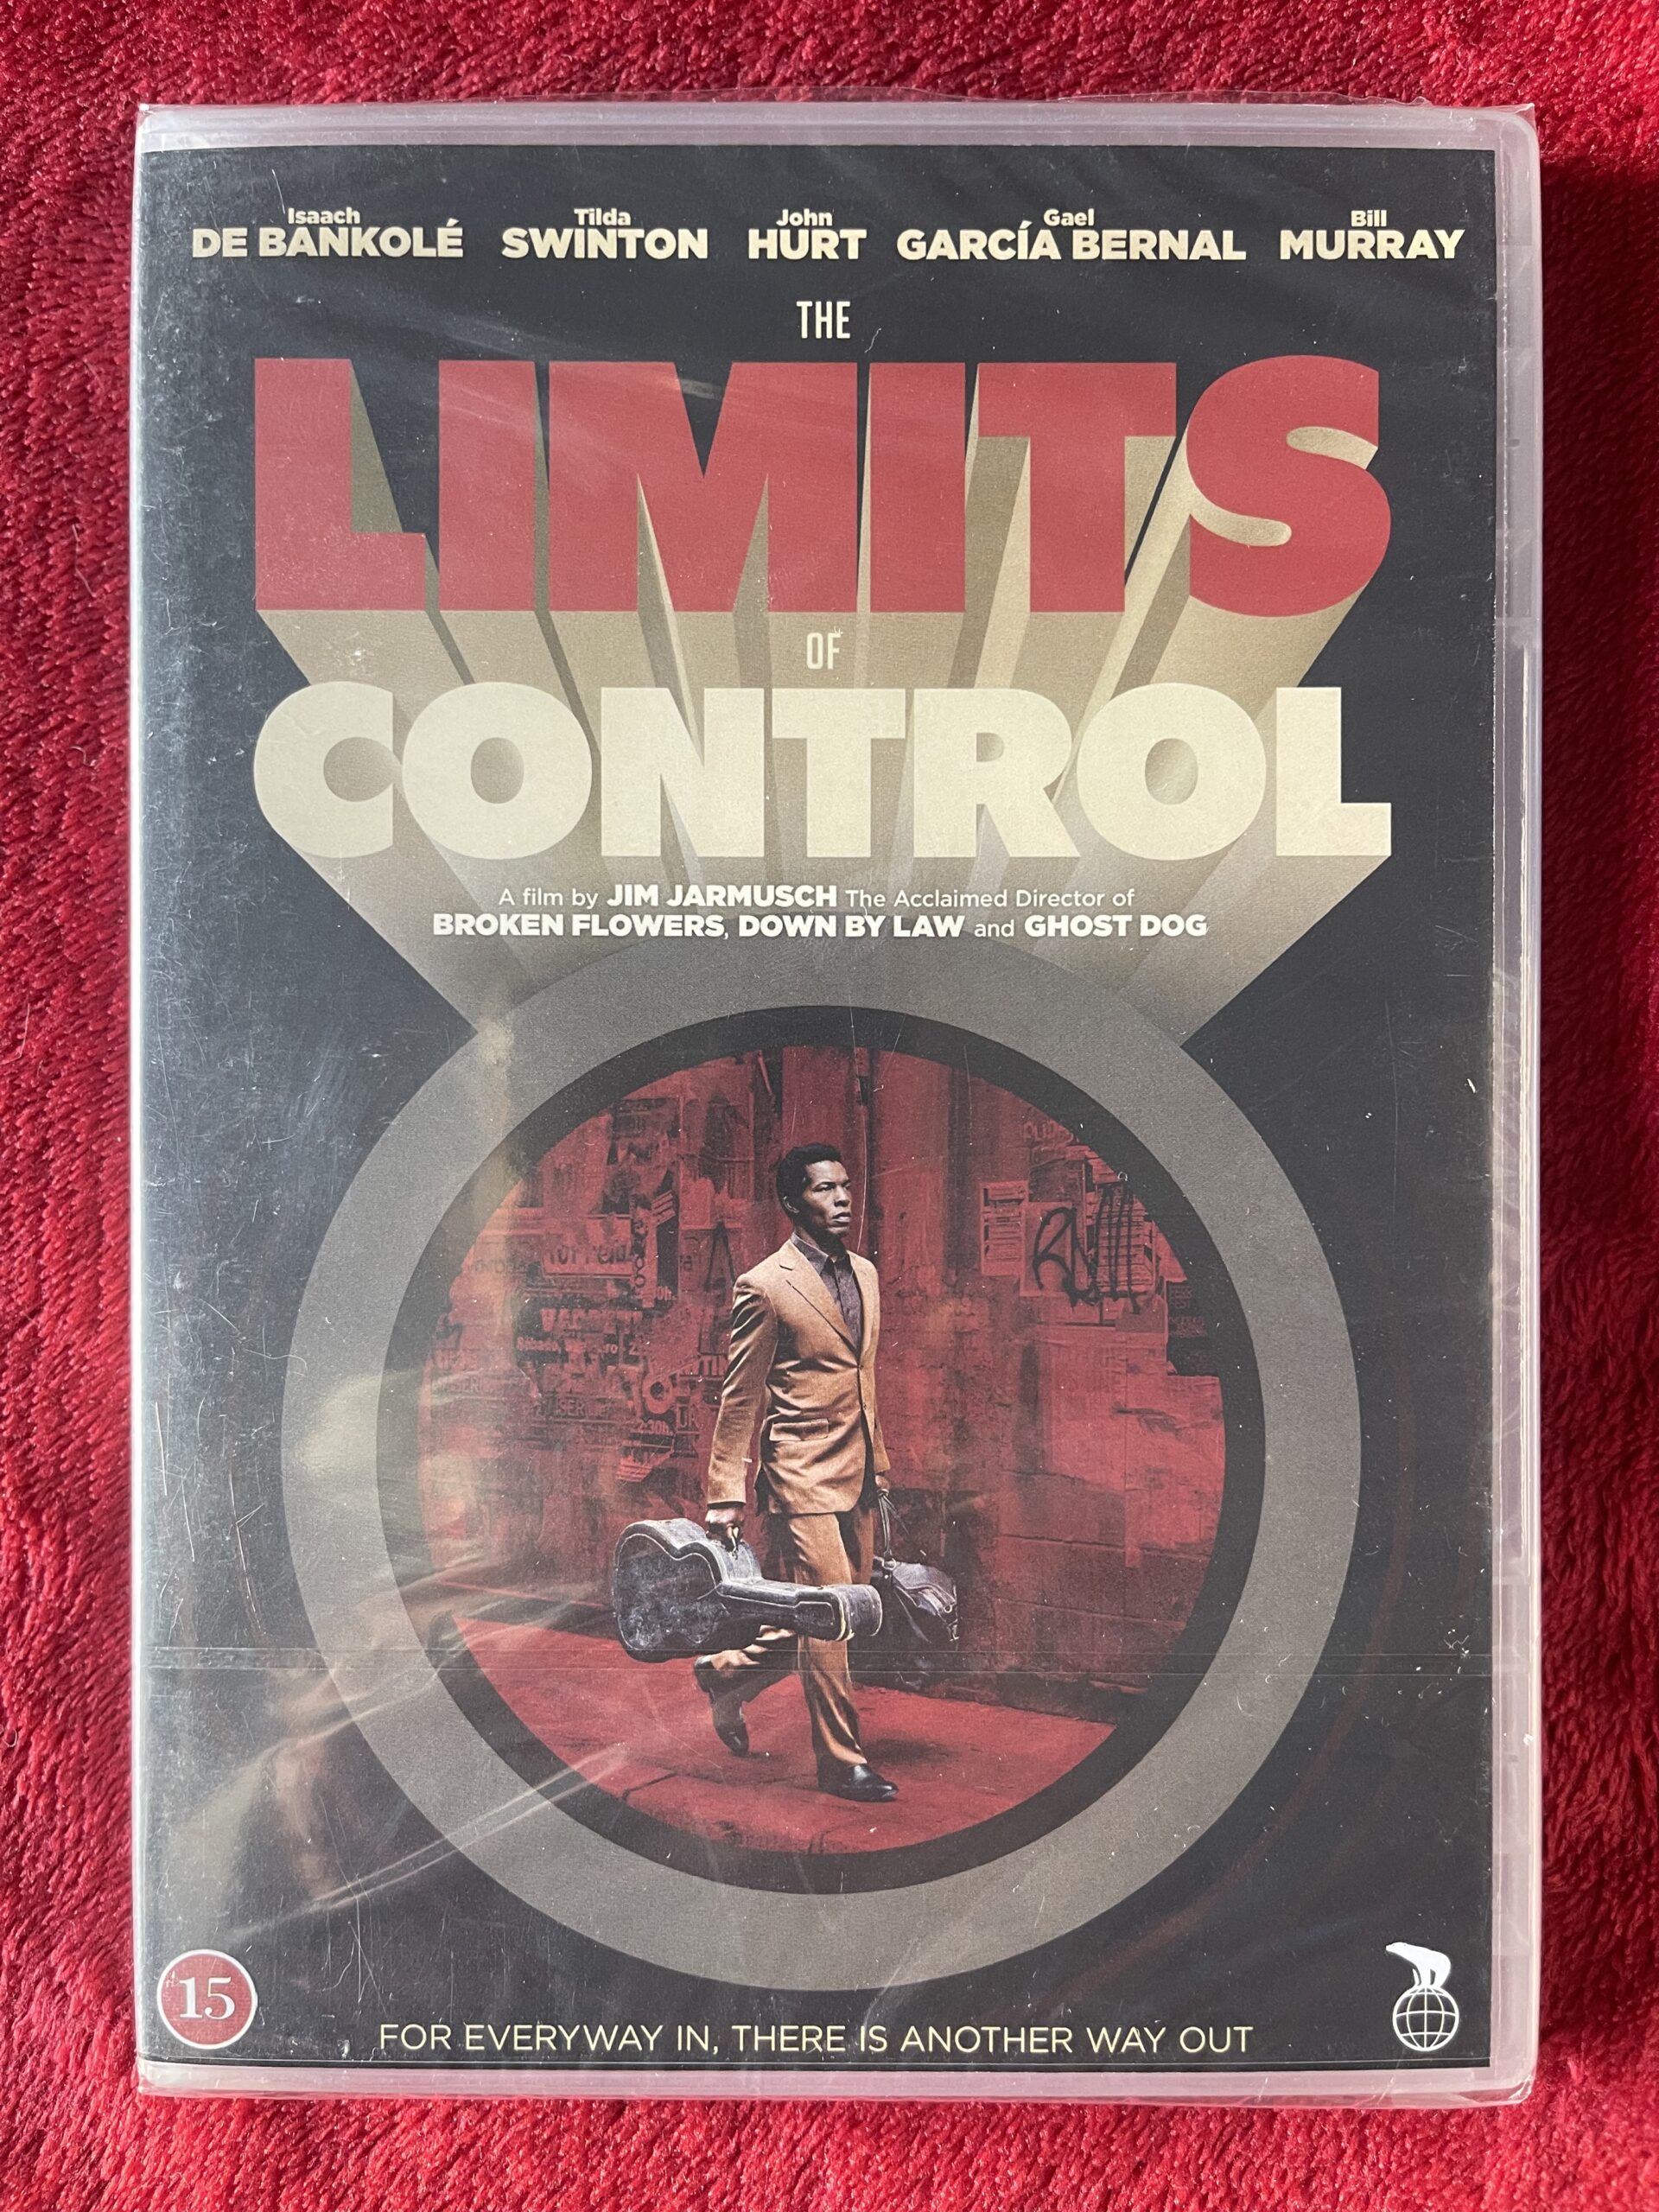 Isaach Tilda John Gael Bill
DE BANKOLÉ SWINTON HURT GARCÍA BERNAL MURRAY
THE
LIMITS
OF
CONTROL
A film by JIM JARMUSCH The Acclaimed Director of
BROKEN FLOWERS, DOWN BY LAW and GHOST DOG
15
FOR EVERYWAY IN, THERE IS ANOTHER WAY OUT